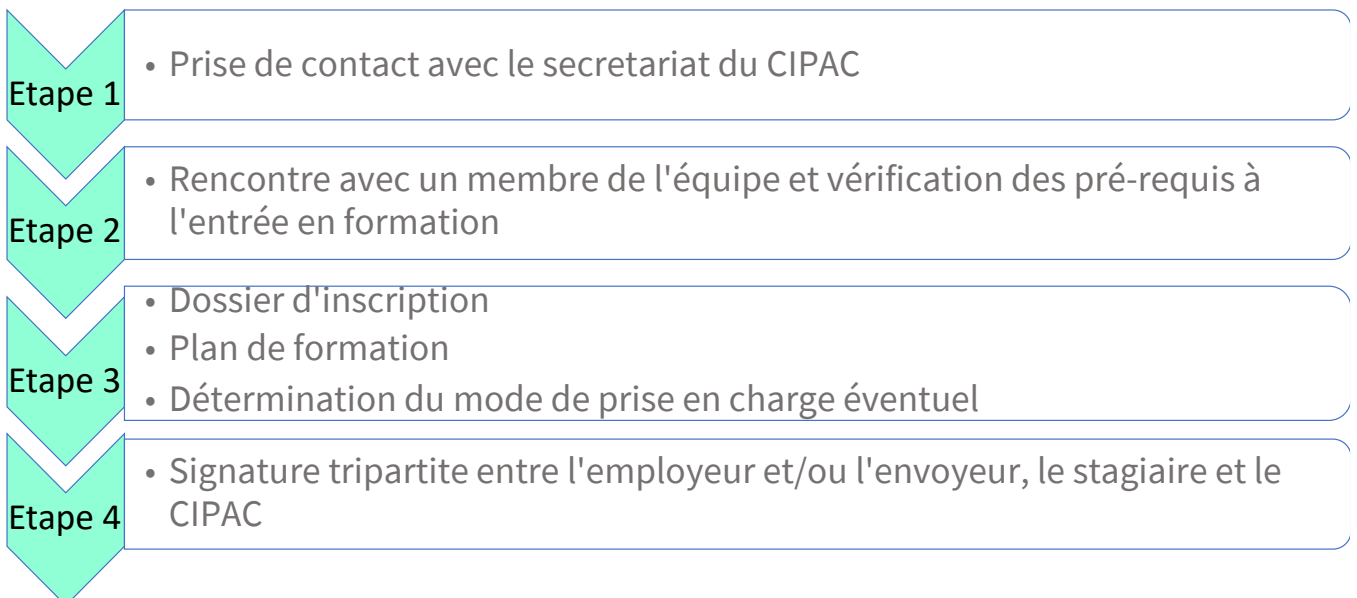 Etape 1
• Prise de contact avec le secretariat du CIPAC
Etape 2
• Rencontre avec un membre de l'équipe et vérification des pré-requis à
l'entrée en formation
Etape 3
• Dossier d'inscription
• Plan de formation
• Détermination du mode de prise en charge éventuel
Etape 4
• Signature tripartite entre l'employeur et/ou l'envoyeur, le stagiaire et le
CIPAC